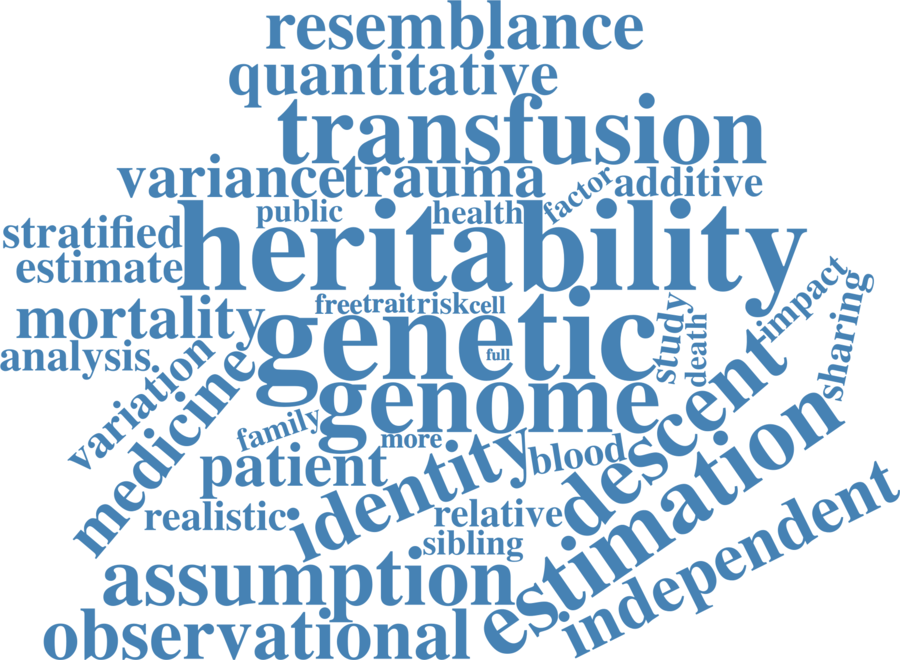 resemblance
quantitative
transfusion
variance trauma factor additive
public health
stratified heritability
estimate
mortality free trait risk cell
genetic study death impact sharing
analysis full
variation genome descent
medicine family more
patient identity blood estimation
realistic relative independent
sibling
assumption
observational